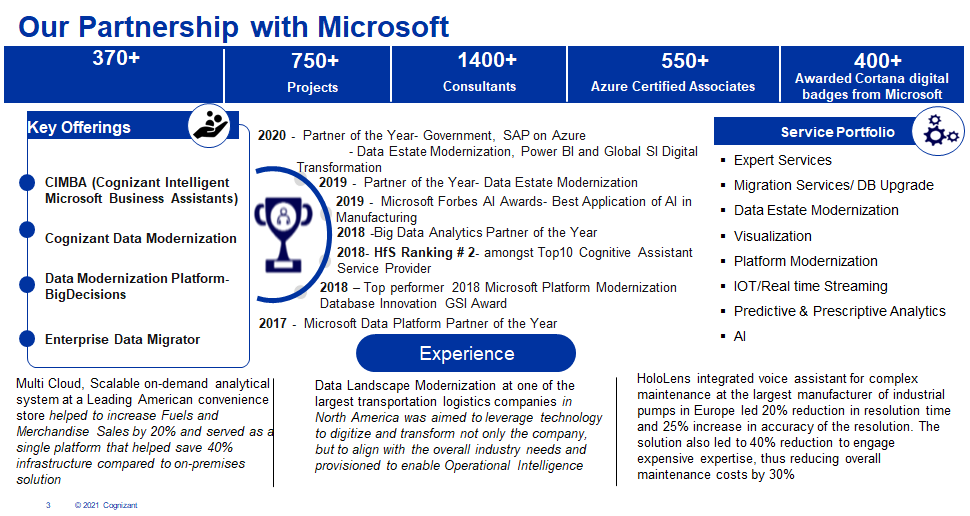 Our Partnership with Microsoft
370+
750+
Projects
1400+
Consultants
550+
Azure Certified Associates
400+
Awarded Cortana digital
badges from Microsoft
Key Offerings
CIMBA (Cognizant Intelligent
Microsoft Business Assistants)
Cognizant Data Modernization
Data Modernization Platform-
BigDecisions
Enterprise Data Migrator
2020 - Partner of the Year- Government, SAP on Azure
- Data Estate Modernization, Power BI and Global SI Digital
Transformation
2019 - Partner of the Year- Data Estate Modernization
2019 - Microsoft Forbes AI Awards- Best Application of AI in
Manufacturing
2018 -Big Data Analytics Partner of the Year
2018- HfS Ranking # 2- amongst Top10 Cognitive Assistant
Service Provider
2018 – Top performer 2018 Microsoft Platform Modernization
Database Innovation GSI Award
2017 - Microsoft Data Platform Partner of the Year
Service Portfolio
▪ Expert Services
▪ Migration Services/ DB Upgrade
▪ Data Estate Modernization
▪ Visualization
▪ Platform Modernization
▪ IOT/Real time Streaming
▪ Predictive & Prescriptive Analytics
▪ AI
Experience
Multi Cloud, Scalable on-demand analytical
system at a Leading American convenience
store helped to increase Fuels and
Merchandise Sales by 20% and served as a
single platform that helped save 40%
infrastructure compared to on-premises
solution
Data Landscape Modernization at one of the
largest transportation logistics companies in
North America was aimed to leverage technology
to digitize and transform not only the company,
but to align with the overall industry needs and
provisioned to enable Operational Intelligence
HoloLens integrated voice assistant for complex
maintenance at the largest manufacturer of industrial
pumps in Europe led 20% reduction in resolution time
and 25% increase in accuracy of the resolution. The
solution also led to 40% reduction to engage
expensive expertise, thus reducing overall
maintenance costs by 30%
3 © 2021 Cognizant